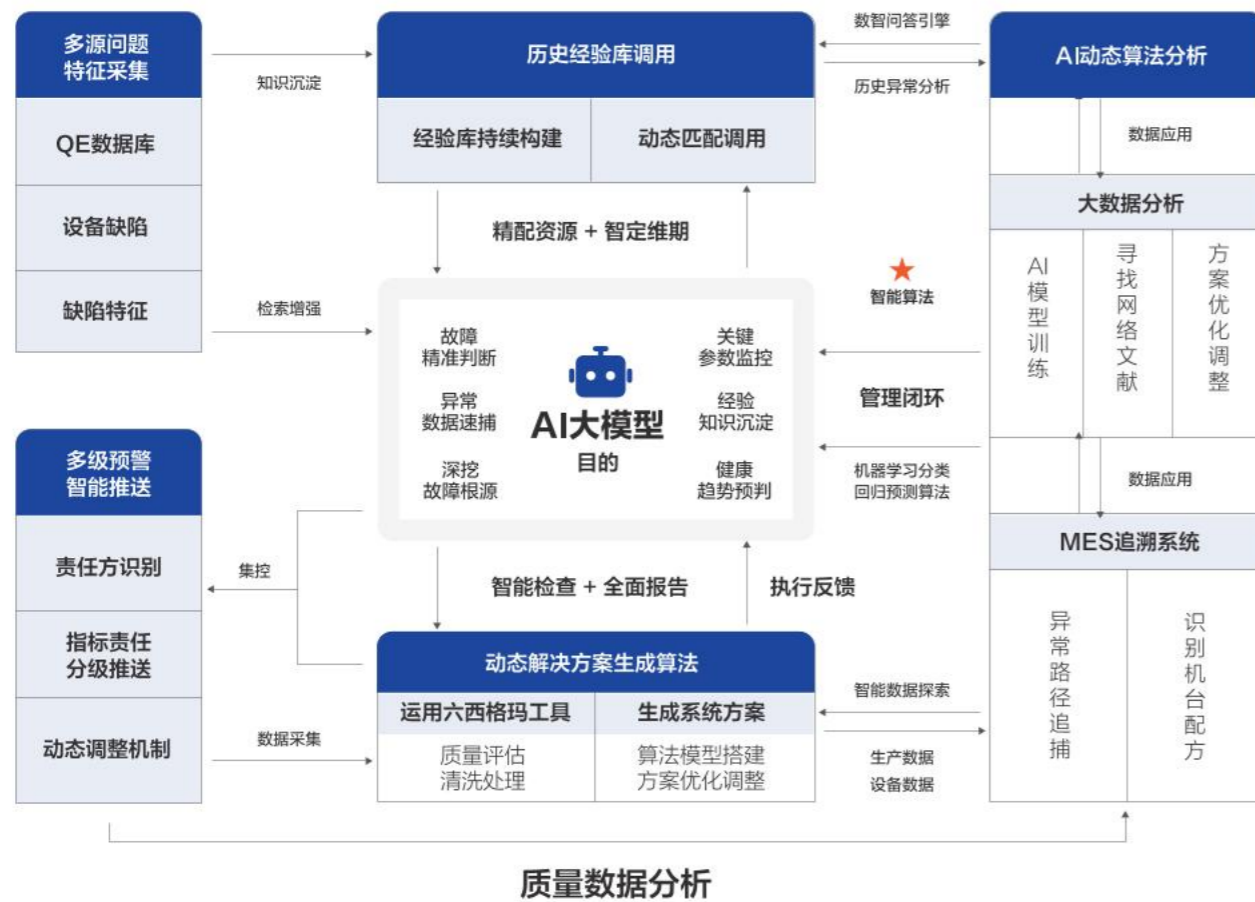 多源问题
特征采集
QE数据库
设备缺陷
缺陷特征
知识沉淀
检索增强
历史经验库调用
经验库持续构建
动态匹配调用
精配资源 + 智定维期
数智问答引擎
历史异常分析
AI动态算法分析
数据应用
大数据分析
AI模型训练
寻找网络文献
方案优化调整
智能算法
管理闭环
机器学习分类
回归预测算法
故障
精准判断
异常
数据速捕
深挖
故障根源
AI大模型
目的
关键
参数监控
经验
知识沉淀
健康
趋势预判
多级预警
智能推送
责任方识别
指标责任
分级推送
动态调整机制
集控
数据采集
智能检查 + 全面报告
执行反馈
动态解决方案生成算法
运用六西格玛工具
质量评估
清洗处理
生成系统方案
算法模型搭建
方案优化调整
智能数据探索
生产数据
设备数据
数据应用
MES追溯系统
异常路径追捕
识别机台配方
质量数据分析